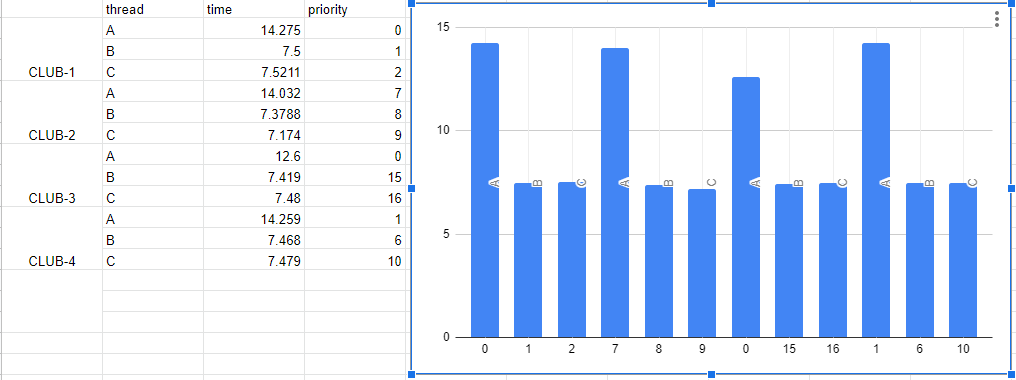 thread time priority
A 14.275 0
B 7.5 1
CLUB-1 C 7.5211 2
A 14.032 7
B 7.3788 8
CLUB-2 C 7.174 9
A 12.6 0
B 7.419 15
CLUB-3 C 7.48 16
A 14.259 1
B 7.468 6
CLUB-4 C 7.479 10
15
10
5
0
A B C A B C A B C A B C
0 1 2 7 8 9 0 15 16 1 6 10